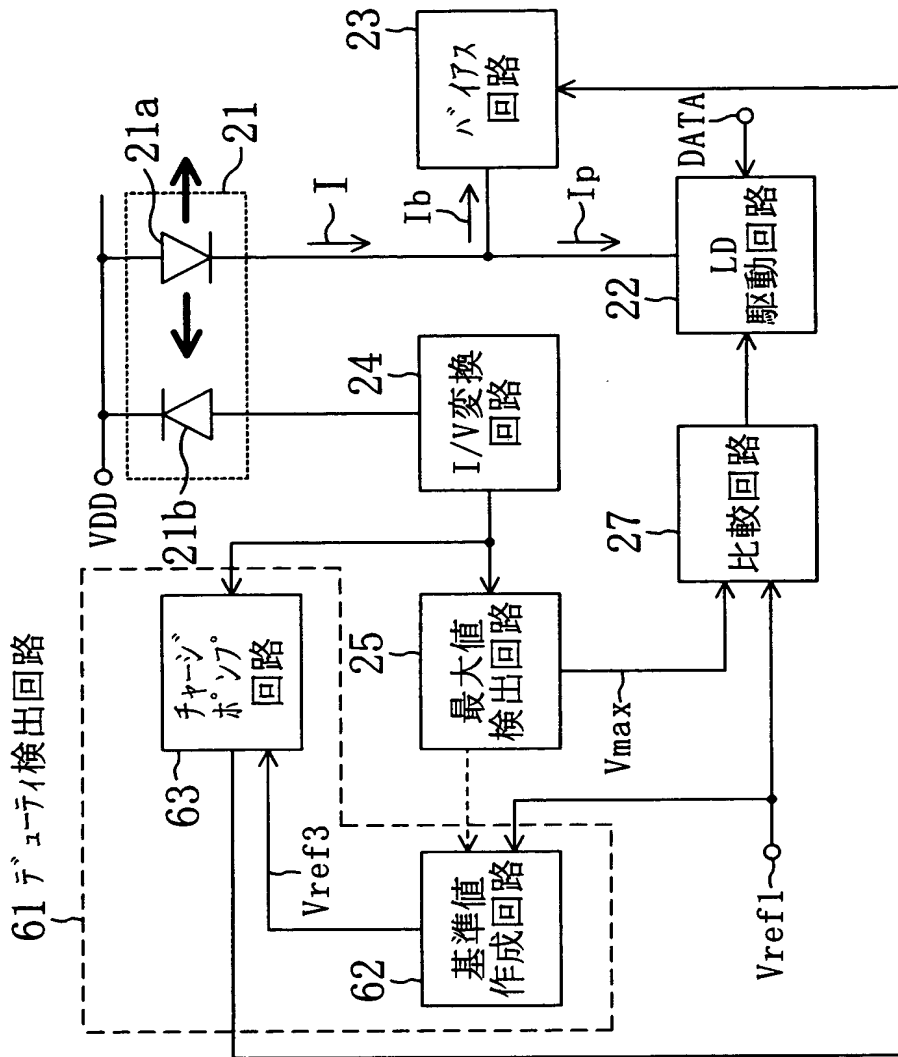 61 デューティ検出回路
VDD
21b
21a
21
I
Ib
Ip
23
バイアス
回路
24
I/V変換
回路
63
チャージ
ポンプ
回路
25
最大値
検出回路
Vref3
62
基準値
作成回路
Vmax
27
比較回路
22
LD
駆動回路
DATA
Vref1